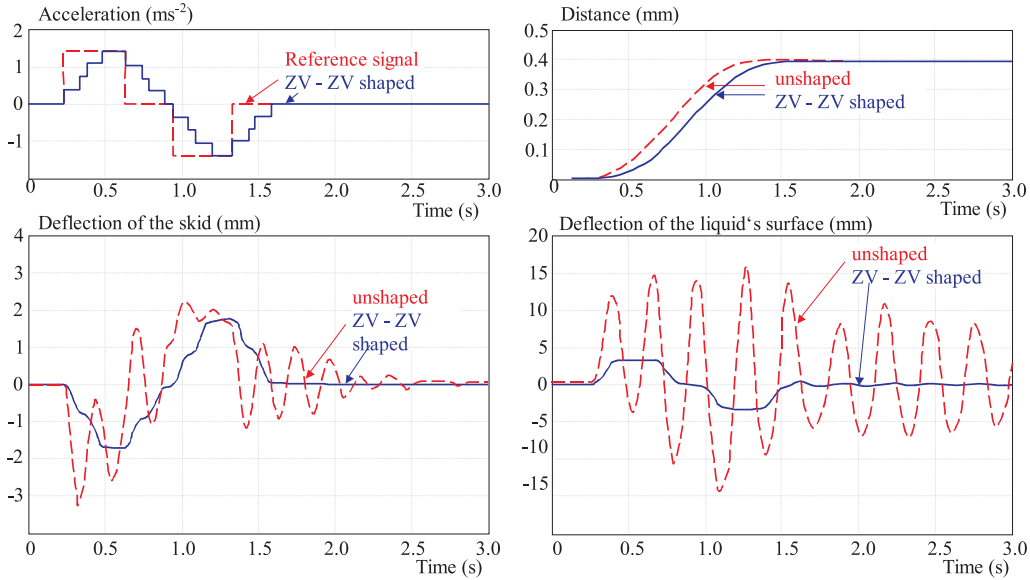 Acceleration (ms-2)
2
1
0
-1
Reference signal
ZV - ZV shaped
0 0.5 1.0 1.5 2.0 2.5 3.0
Time (s)
Distance (mm)
0.5
0.4
0.3
0.2
0.1
unshaped
ZV - ZV shaped
0 0.5 1.0 1.5 2.0 2.5 3.0
Time (s)
Deflection of the skid (mm)
4
3
2
1
0
-1
-2
-3
unshaped
ZV - ZV
shaped
0 0.5 1.0 1.5 2.0 2.5 3.0
Time (s)
Deflection of the liquid‘s surface (mm)
20
15
10
5
0
-5
-10
-15
unshaped
ZV - ZV shaped
0 0.5 1.0 1.5 2.0 2.5 3.0
Time (s)